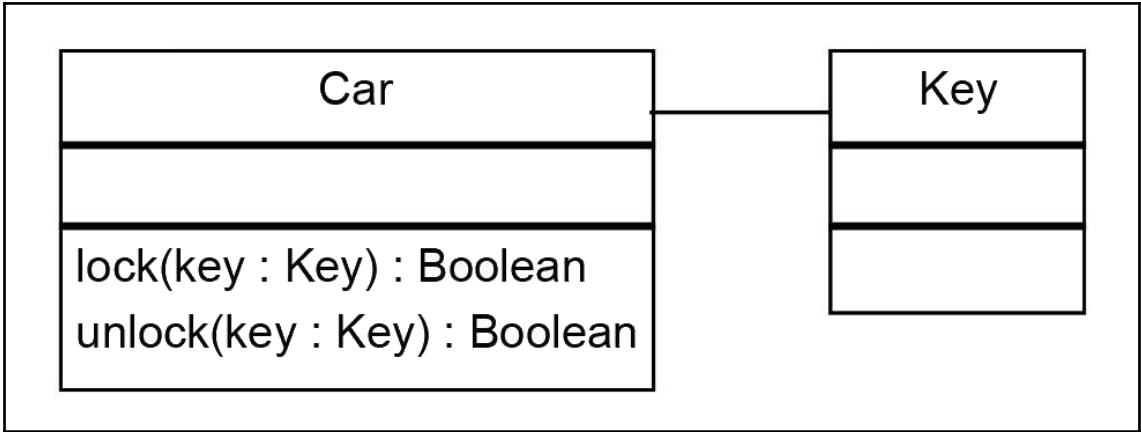 Car
Key
lock(key : Key) : Boolean
unlock(key : Key) : Boolean